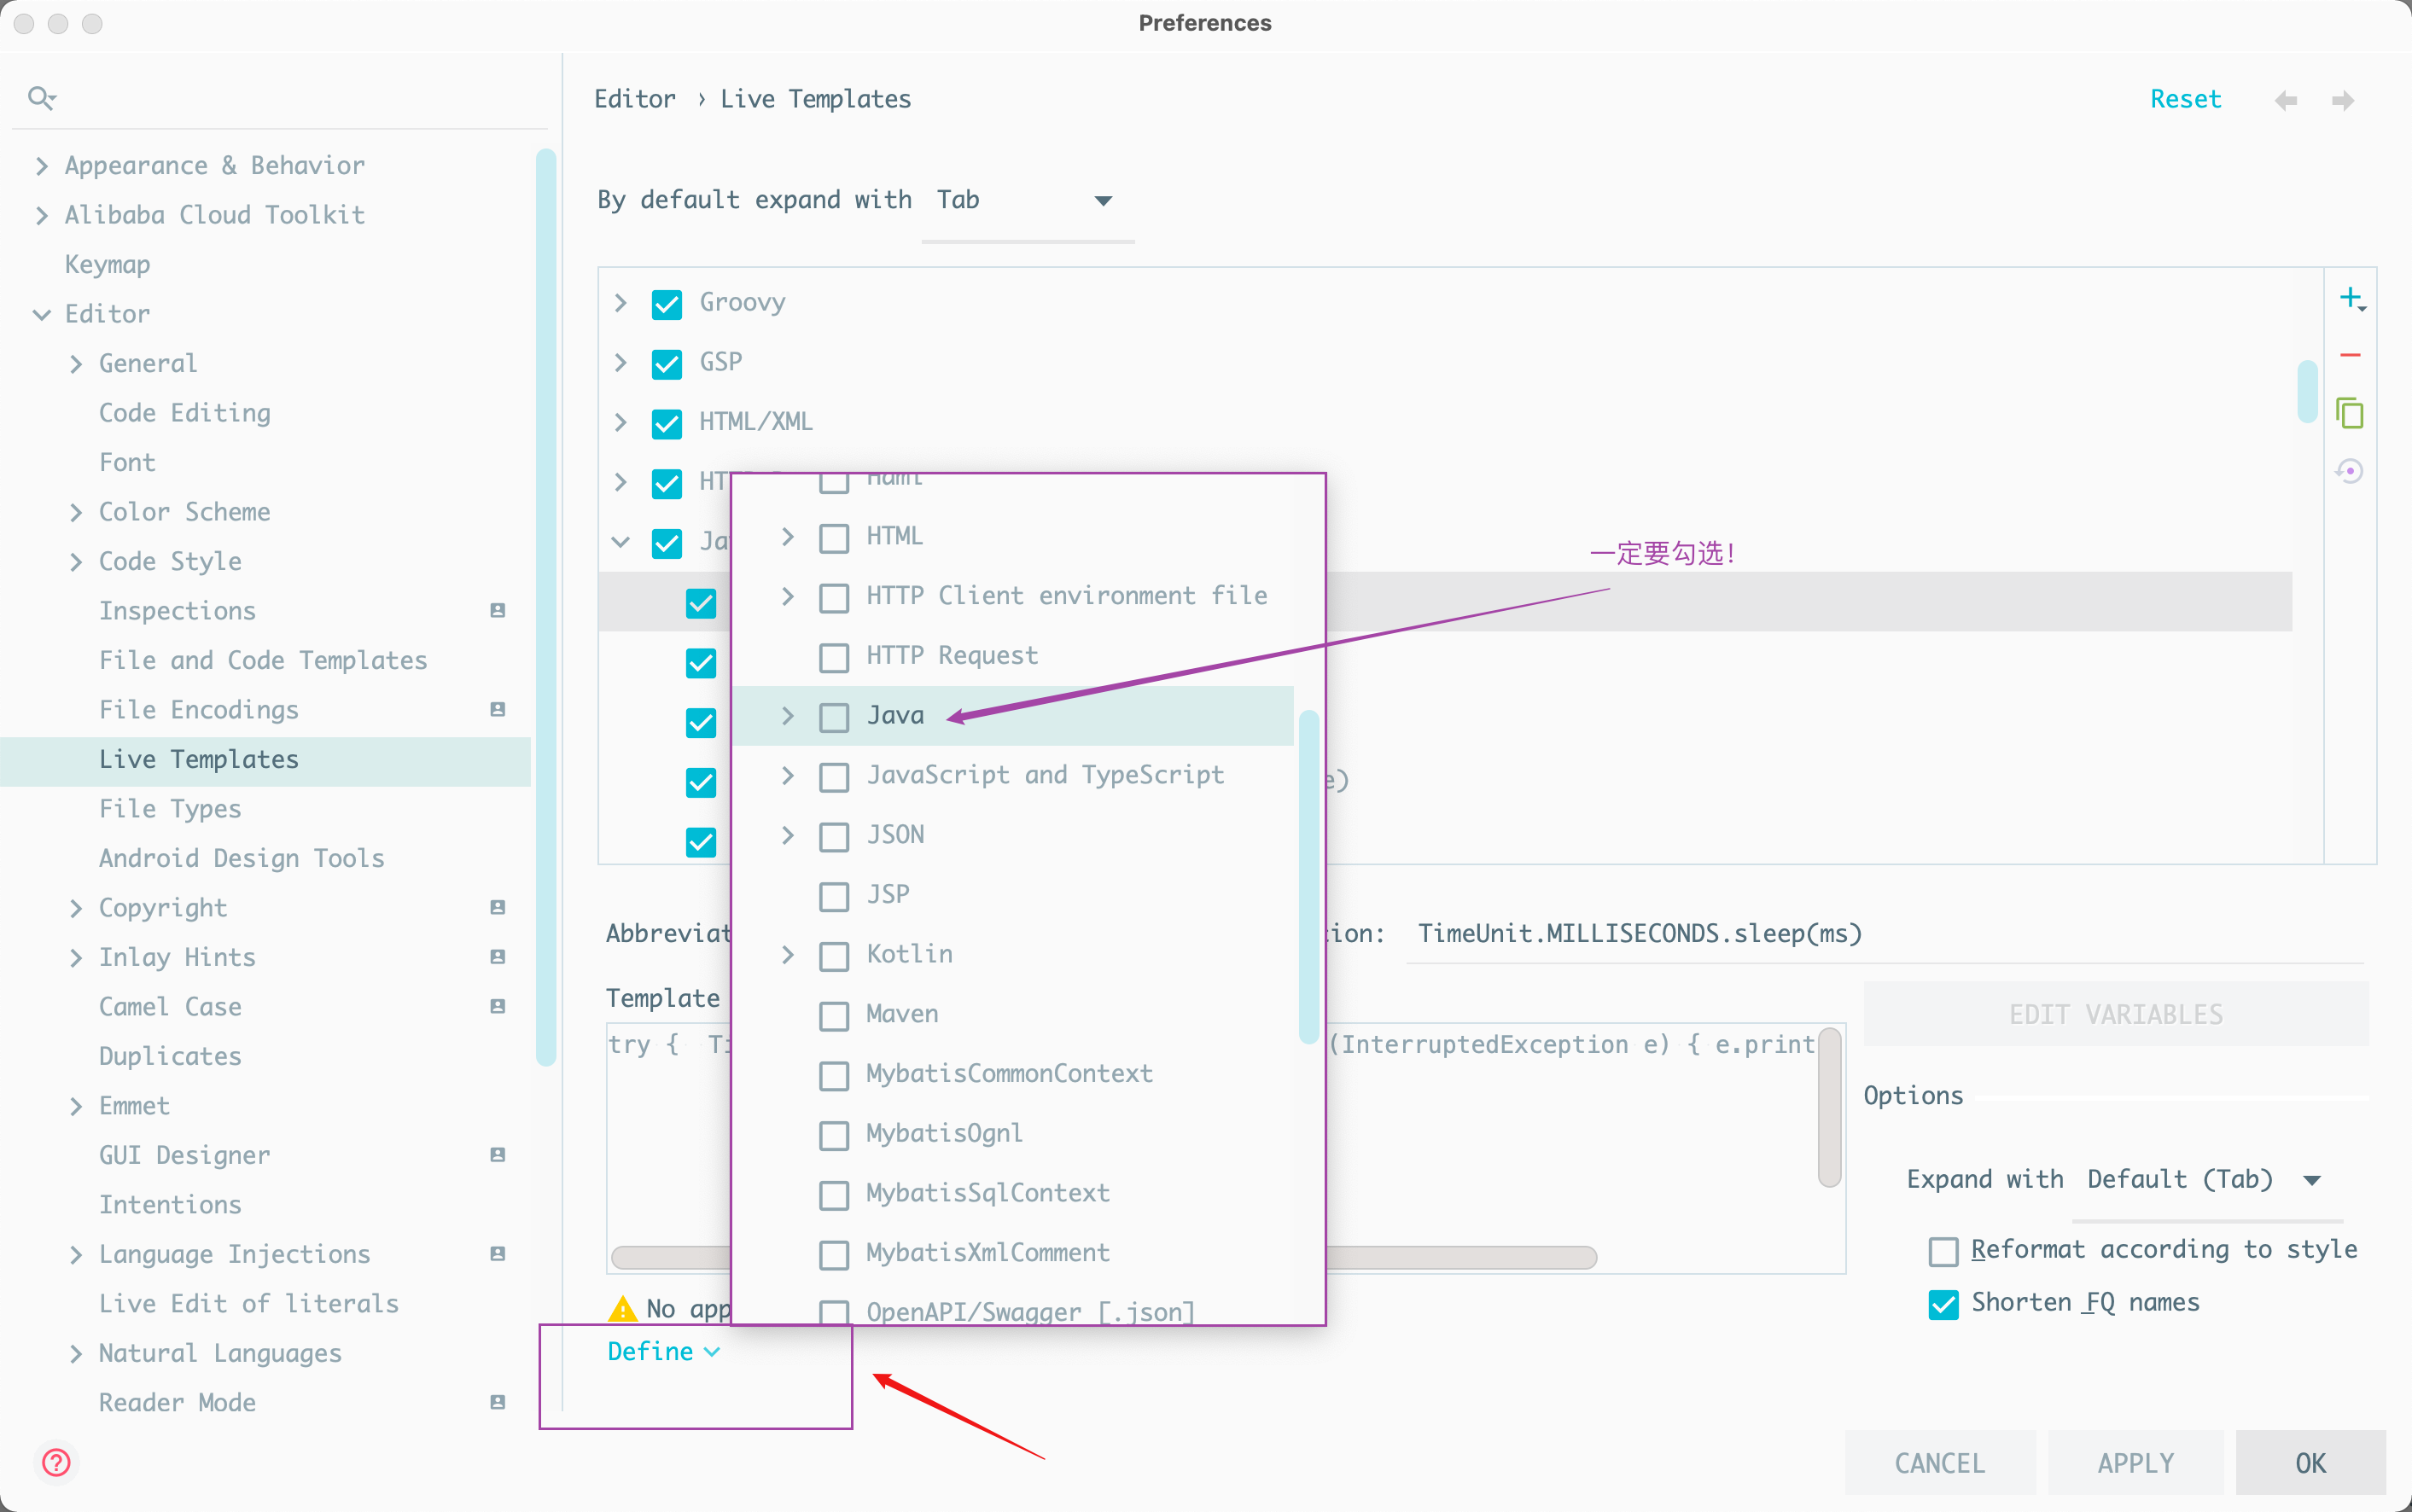 Preferences
Editor › Live Templates
Reset
Appearance & Behavior
Alibaba Cloud Toolkit
Keymap
Editor
General
Code Editing
Font
Color Scheme
Code Style
Inspections
File and Code Templates
File Encodings
Live Templates
File Types
Android Design Tools
Copyright
Inlay Hints
Camel Case
Duplicates
Emmet
GUI Designer
Intentions
Language Injections
Live Edit of literals
Natural Languages
Reader Mode
By default expand with Tab
Groovy
GSP
HTML/XML
HT
Ja
一定要勾选!
Haml
HTML
HTTP Client environment file
HTTP Request
Java
JavaScript and TypeScript
JSON
JSP
Kotlin
Maven
MybatisCommonContext
MybatisOgnl
MybatisSqlContext
MybatisXmlComment
OpenAPI/Swagger [.json]
e)
Abbreviat
tion: TimeUnit.MILLISECONDS.sleep(ms)
Template
try { Ti
(InterruptedException e) { e.print
EDIT VARIABLES
Options
Expand with Default (Tab)
Reformat according to style
Shorten FQ names
No app
Define
CANCEL
APPLY
OK